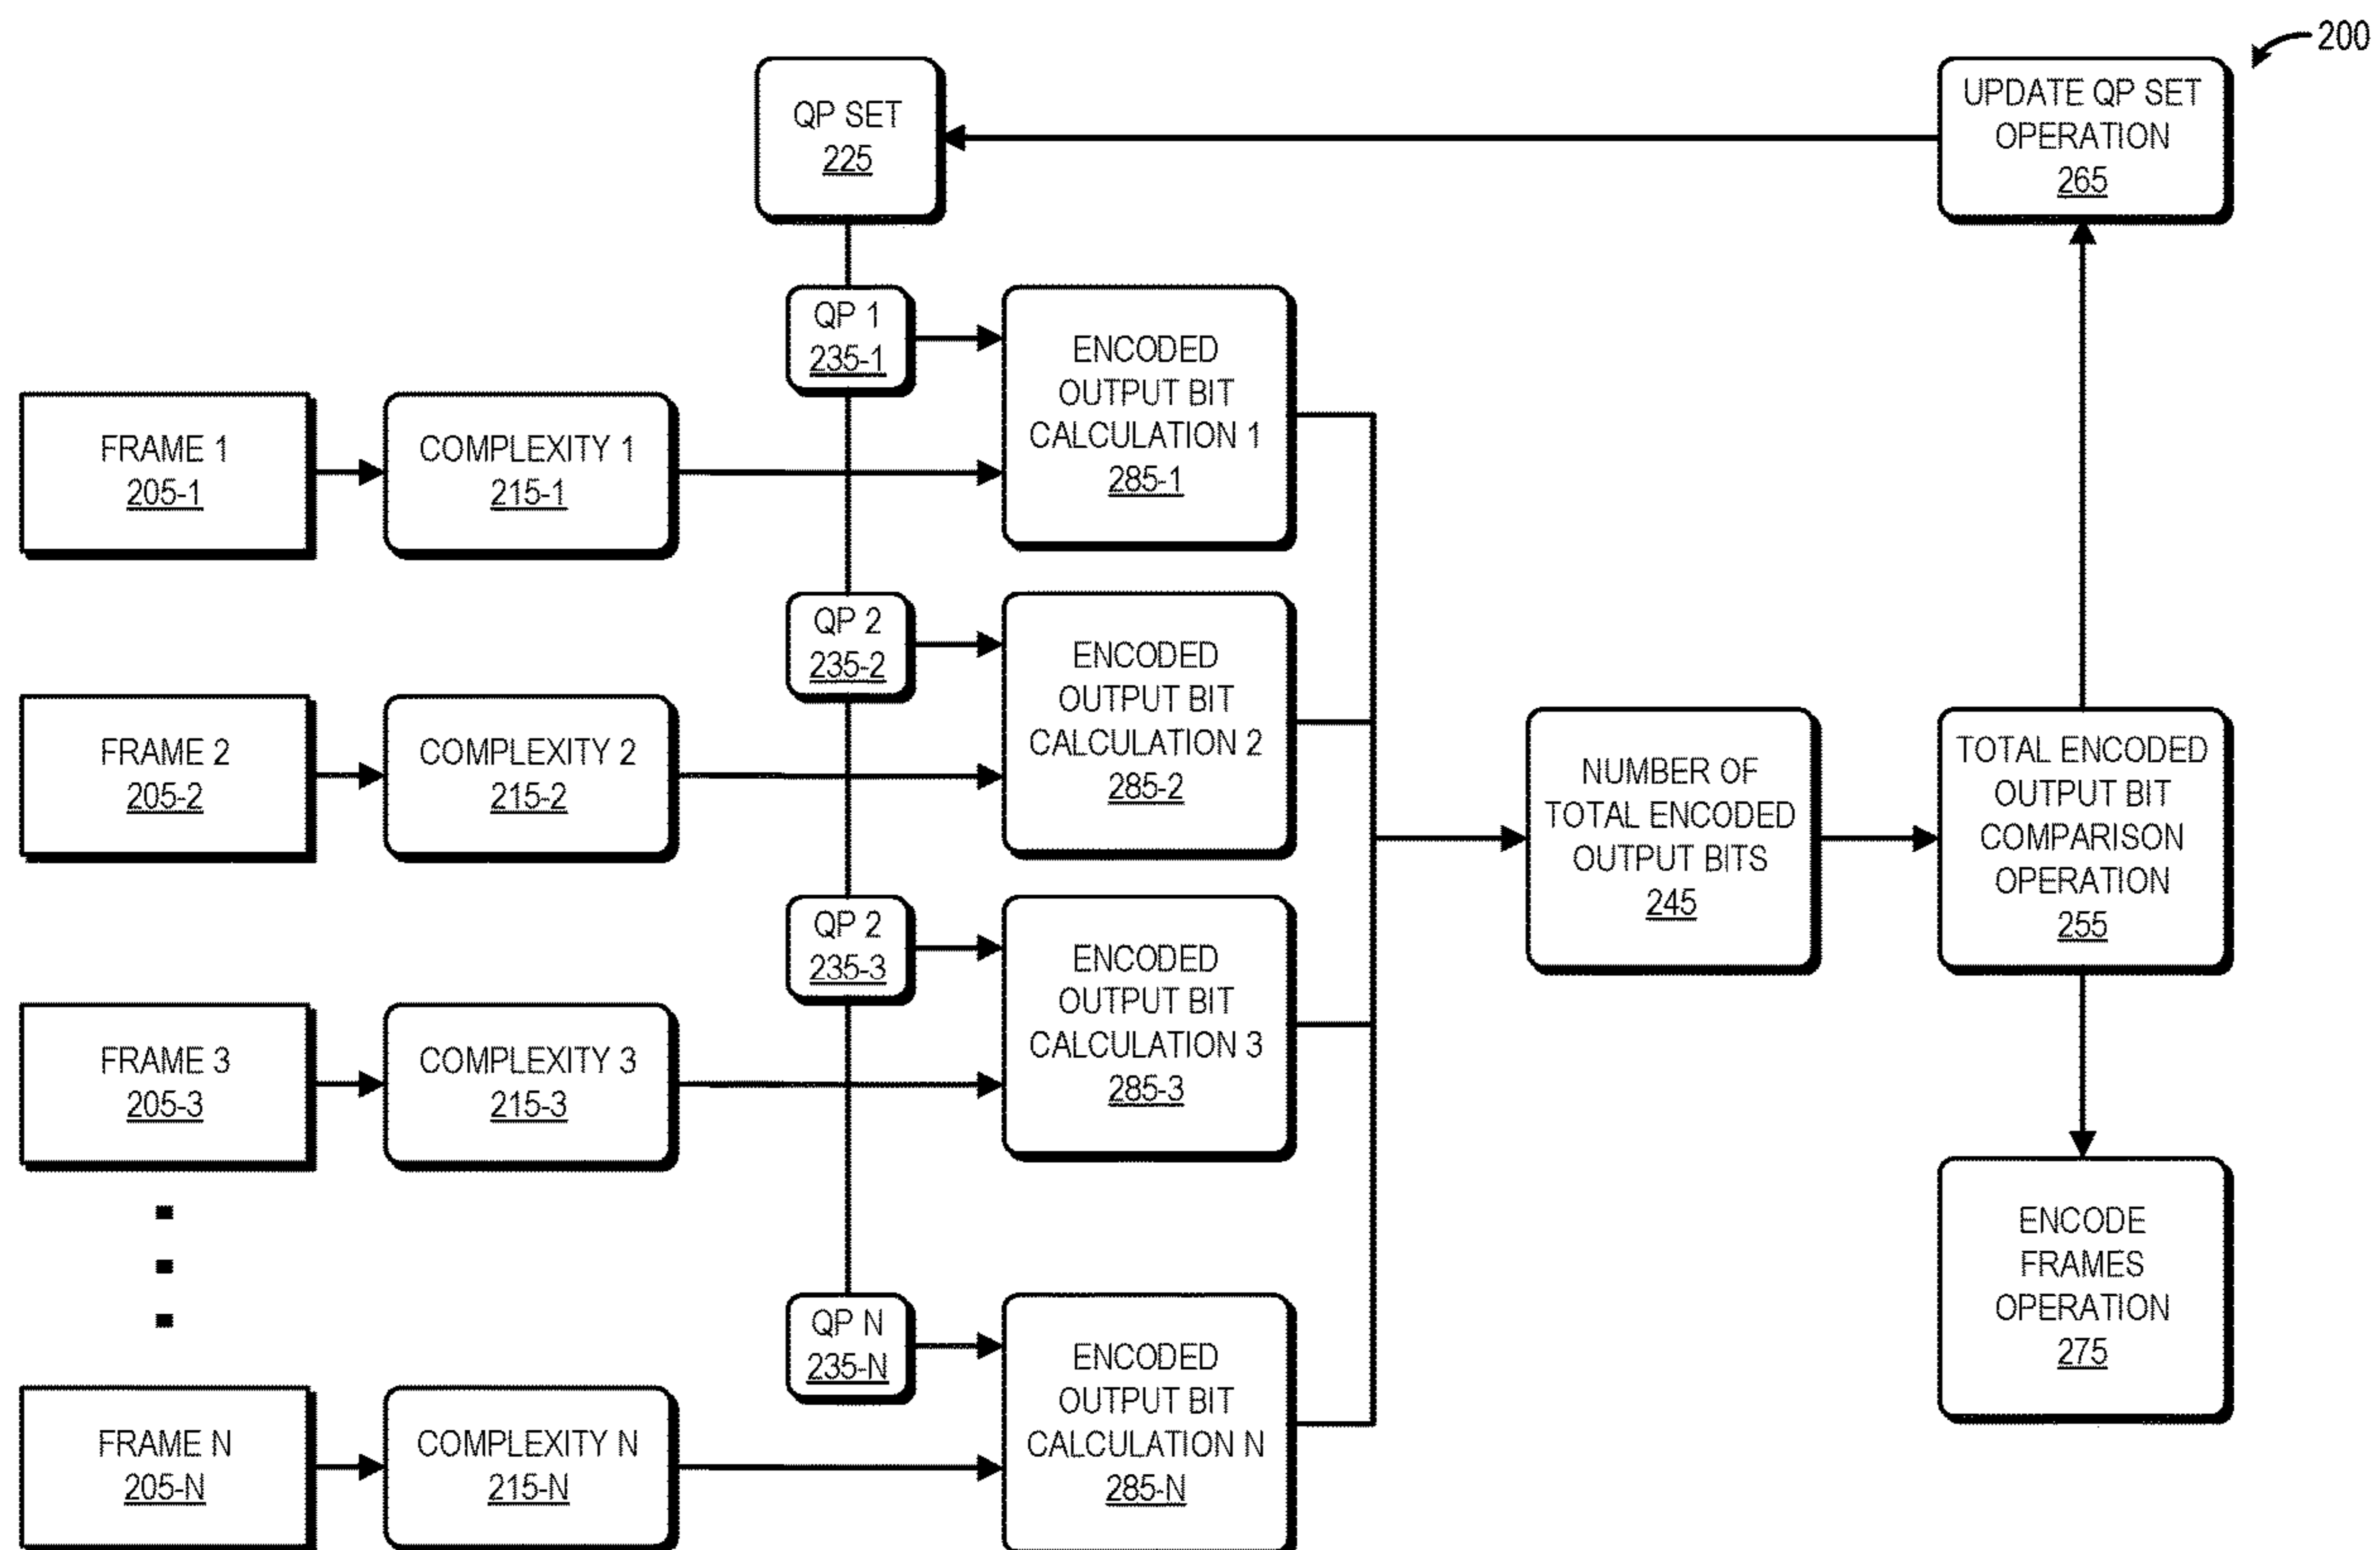 200
QP SET
225
UPDATE QP SET
OPERATION
265
QP 1
235-1
ENCODED
OUTPUT BIT
CALCULATION 1
285-1
FRAME 1
205-1
COMPLEXITY 1
215-1
QP 2
235-2
ENCODED
OUTPUT BIT
CALCULATION 2
285-2
FRAME 2
205-2
COMPLEXITY 2
215-2
NUMBER OF
TOTAL ENCODED
OUTPUT BITS
245
TOTAL ENCODED
OUTPUT BIT
COMPARISON
OPERATION
255
QP 2
235-3
ENCODED
OUTPUT BIT
CALCULATION 3
285-3
FRAME 3
205-3
COMPLEXITY 3
215-3
ENCODE
FRAMES
OPERATION
275
QP N
235-N
ENCODED
OUTPUT BIT
CALCULATION N
285-N
FRAME N
205-N
COMPLEXITY N
215-N